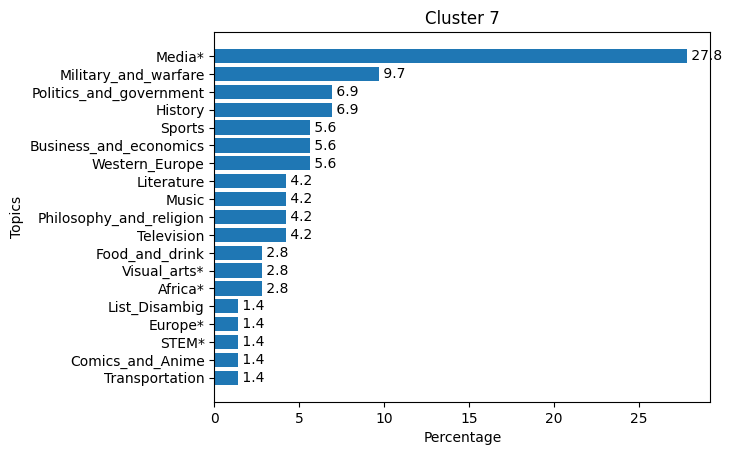 Cluster 7
Topics
Media* 27.8
Military_and_warfare 9.7
Politics_and_government 6.9
History 6.9
Sports 5.6
Business_and_economics 5.6
Western_Europe 5.6
Literature 4.2
Music 4.2
Philosophy_and_religion 4.2
Television 4.2
Food_and_drink 2.8
Visual_arts* 2.8
Africa* 2.8
List_Disambig 1.4
Europe* 1.4
STEM* 1.4
Comics_and_Anime 1.4
Transportation 1.4
0 5 10 15 20 25
Percentage